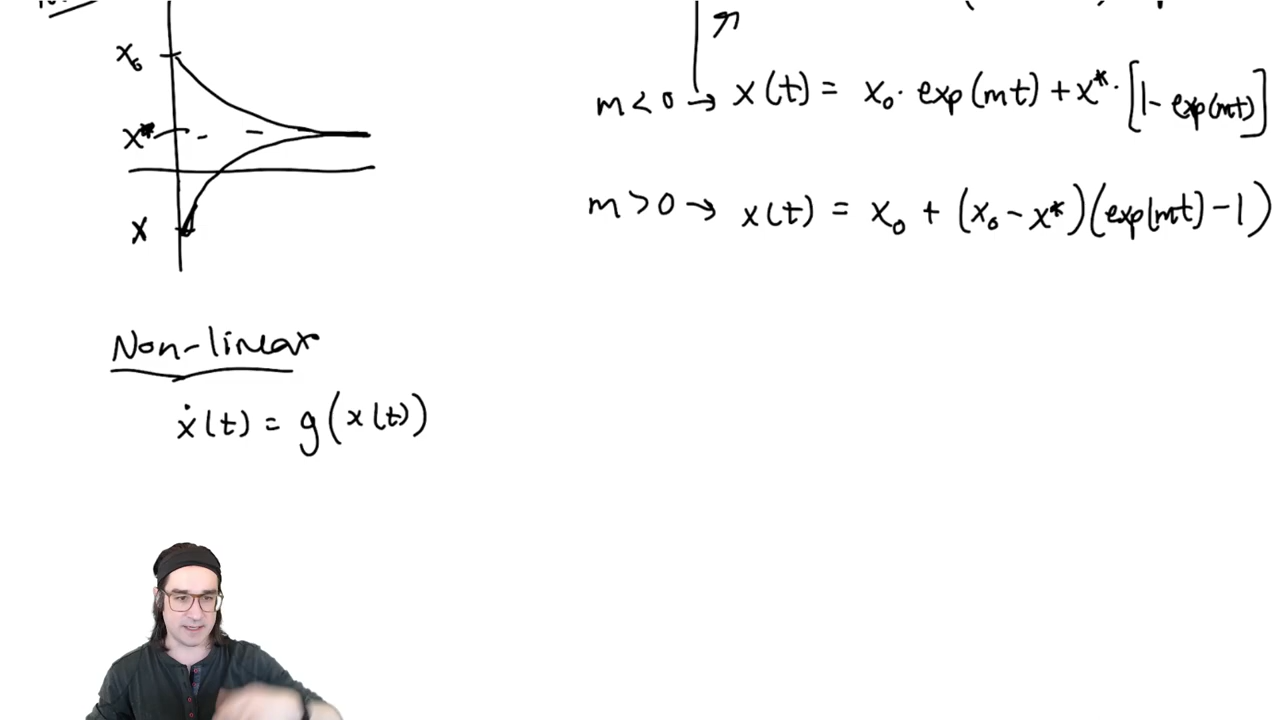 x₀
x*
x
m < 0 → x(t) = x₀ · exp(mt) + x* · [1 - exp(mt)]
m > 0 → x(t) = x₀ + (x₀ - x*)(exp(mt) - 1)
Non-linear
ẋ(t) = g(x(t))